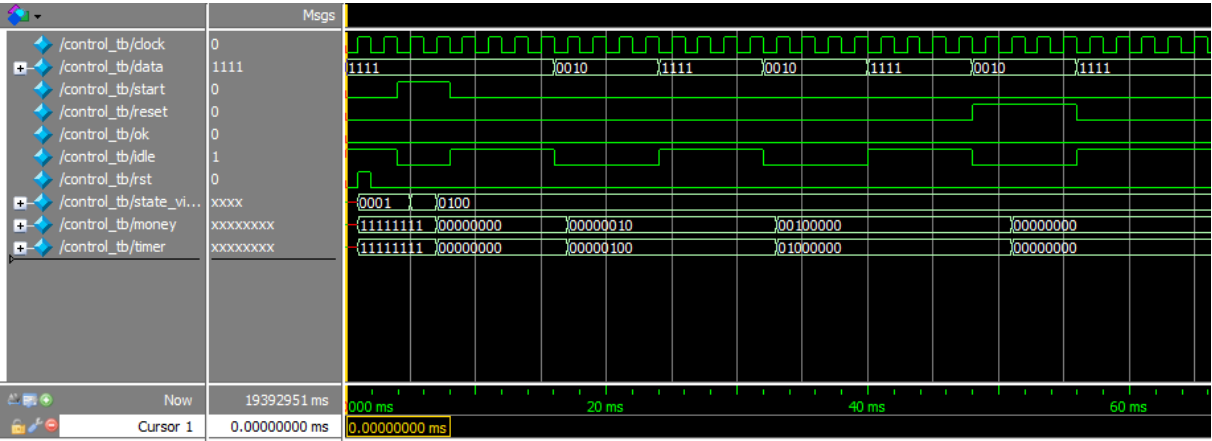 Msgs
/control_tb/clock 0
/control_tb/data 1111 1111 0010 1111 0010 1111 0010 1111
/control_tb/start 0
/control_tb/reset 0
/control_tb/ok 0
/control_tb/idle 1
/control_tb/rst 0
/control_tb/state_vi... xxxx 0001 0100
/control_tb/money xxxxxxxx 11111111 00000000 00000010 00100000 00000000
/control_tb/timer xxxxxxxx 11111111 00000000 00000100 01000000 00000000
Now 19392951 ms 000 ms 20 ms 40 ms 60 ms
Cursor 1 0.00000000 ms 0.00000000 ms